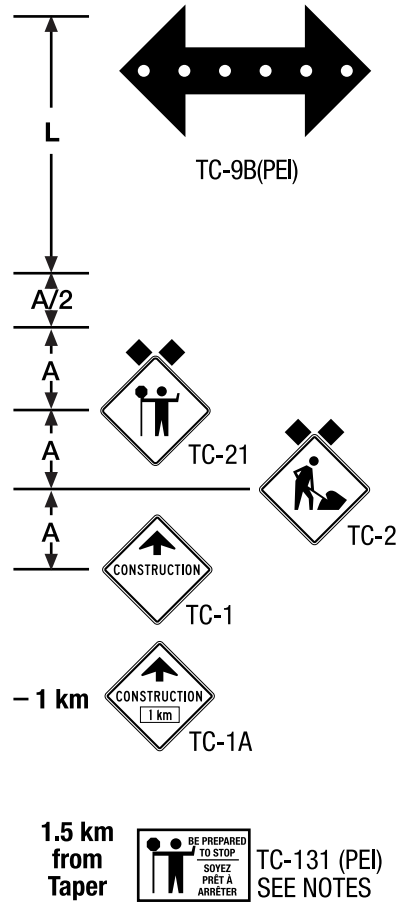 L
TC-9B(PEI)
A/2
A
TC-21
A
TC-2
A
CONSTRUCTION
TC-1
– 1 km
CONSTRUCTION
1 km
TC-1A
1.5 km
from
Taper
BE PREPARED
TO STOP
SOYEZ
PRÊT À
ARRÊTER
TC-131 (PEI)
SEE NOTES